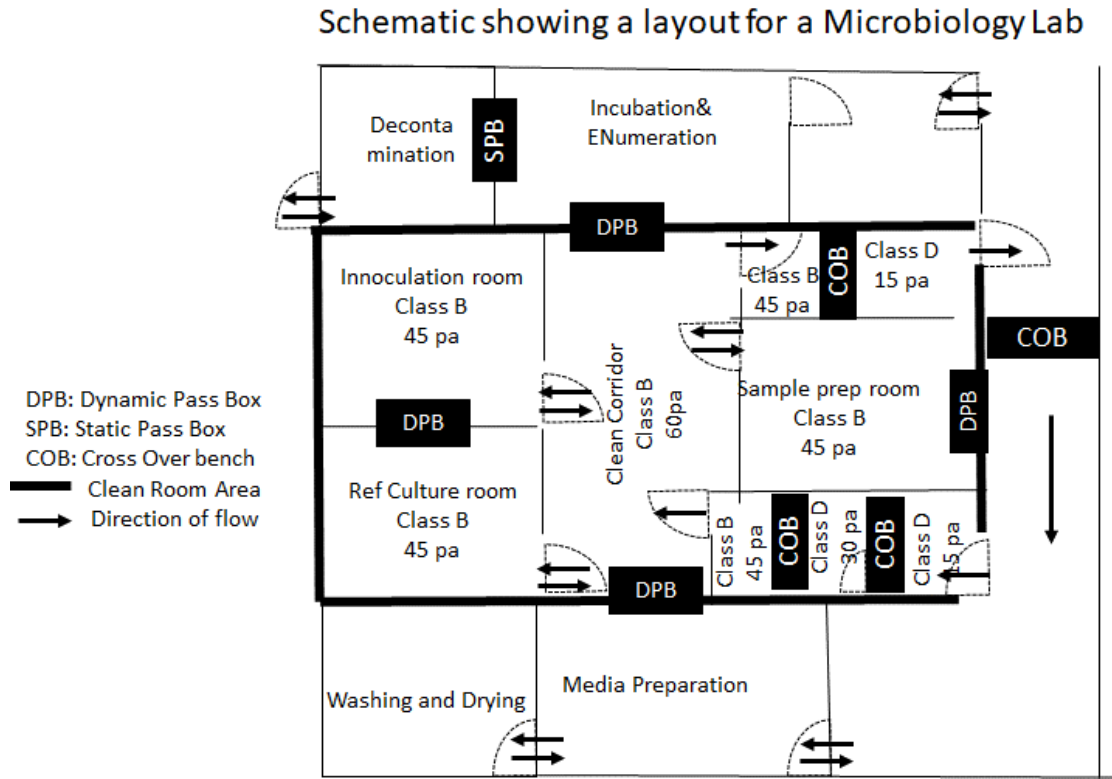 Schematic showing a layout for a Microbiology Lab
Deconta
mination
SPB
Incubation&
ENumeration
DPB
Innoculation room
Class B
45 pa
Class B
45 pa
COB
Class D
15 pa
COB
Clean Corridor
Class B
60pa
Sample prep room
Class B
45 pa
DPB
DPB
DPB: Dynamic Pass Box
SPB: Static Pass Box
COB: Cross Over bench
Clean Room Area
Direction of flow
Ref Culture room
Class B
45 pa
Class B
45 pa
COB
Class D
30 pa
COB
Class D
15 pa
DPB
Washing and Drying
Media Preparation